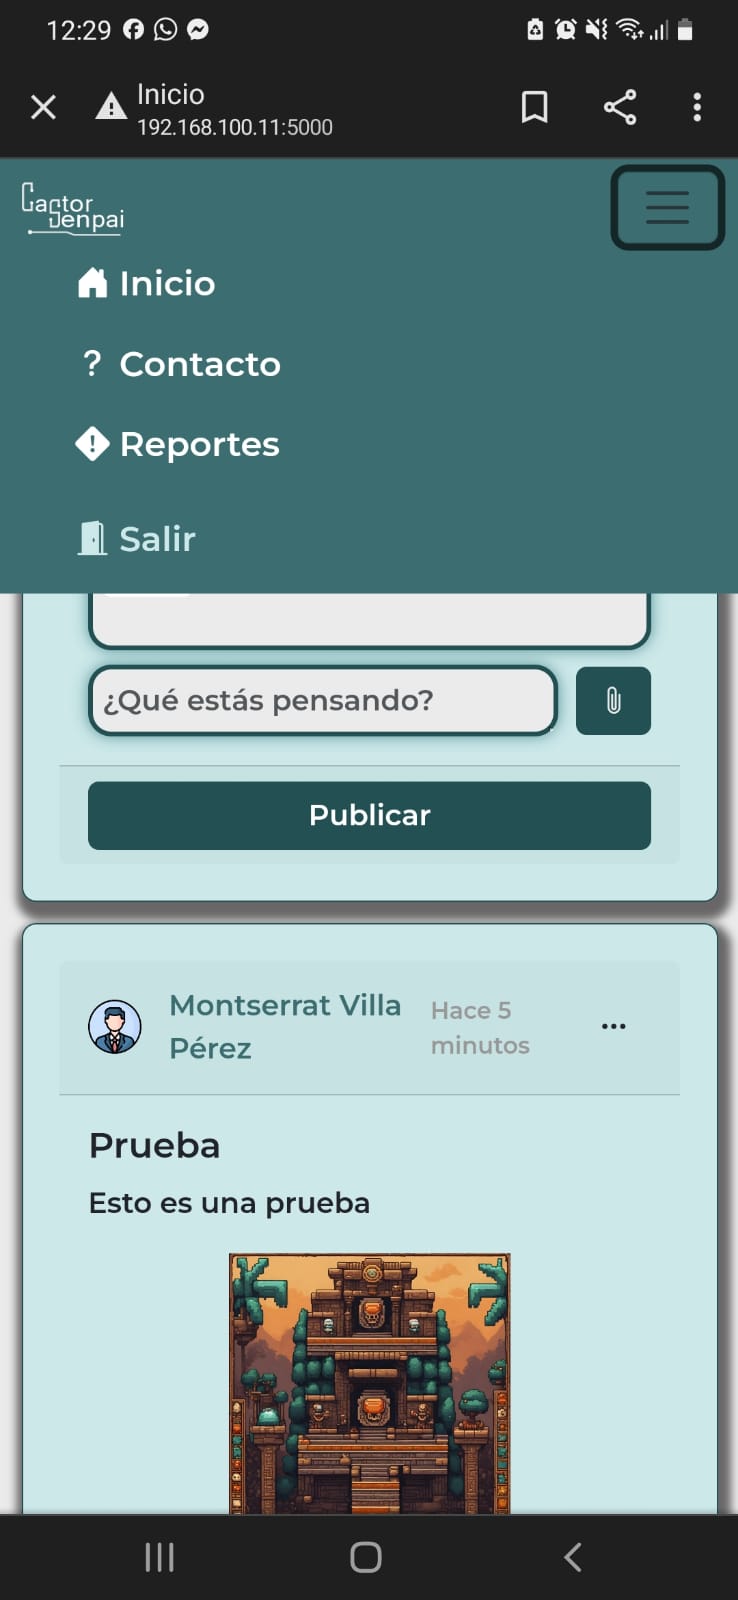 12:29
Inicio
192.168.100.11:5000
Cactor
Senpai
Inicio
? Contacto
Reportes
Salir
¿Qué estás pensando?
Publicar
Montserrat Villa
Pérez
Hace 5
minutos
Prueba
Esto es una prueba